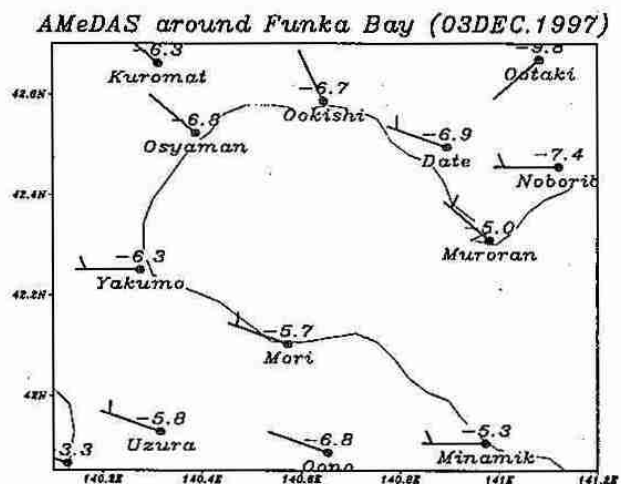 AMeDAS around Funka Bay (03DEC.1997)
-6.3
Kuromat
-6.7
Ookishi
-9.8
Ootaki
42.6N
-6.8
Osyaman
-6.9
Date
-7.4
Noborib
42.4N
-5.0
Muroran
-6.3
Yakumo
42.2N
-5.7
Mori
42N
-5.8
Uzura
-6.8
Oono
-5.3
Minamik
3.3
140.2E 140.4E 140.6E 140.8E 141E 141.2E